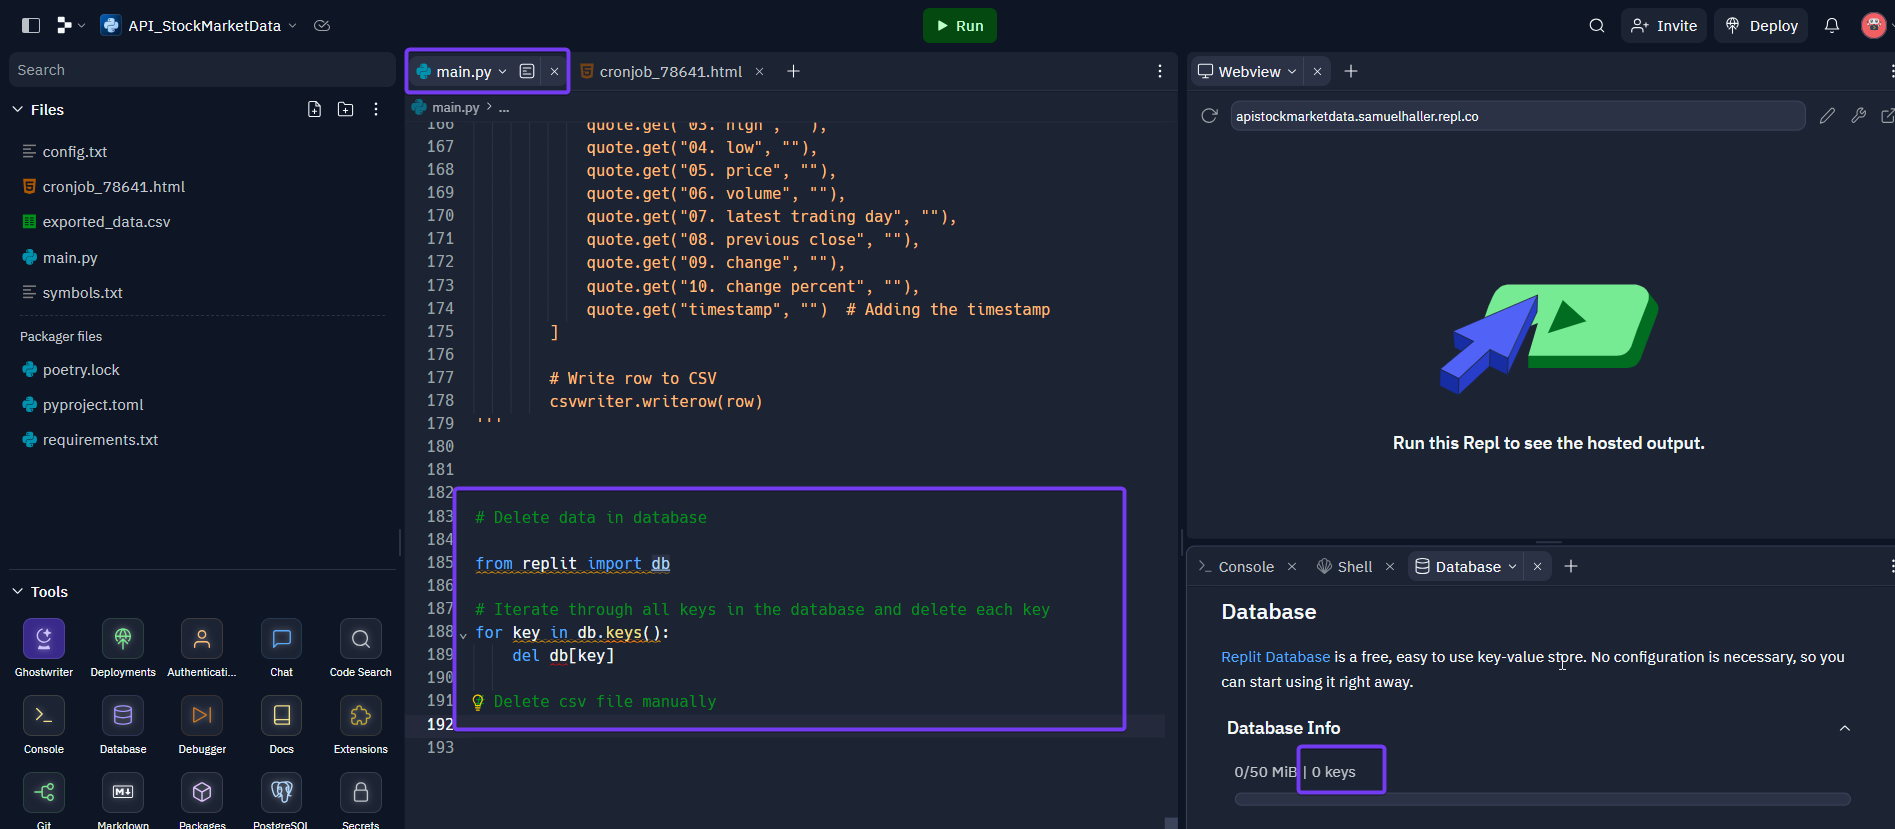 API_StockMarketData
Run
Invite
Deploy
Search
Files
config.txt
cronjob_78641.html
exported_data.csv
main.py
symbols.txt
Packager files
poetry.lock
pyproject.toml
requirements.txt
Tools
Ghostwriter
Deployments
Authenticati...
Chat
Code Search
Console
Database
Debugger
Docs
Extensions
Git
Markdown
Packages
PostgreSQL
Secrets
main.py
cronjob_78641.html
main.py > ...
166 quote.get("03. high", ""),
167 quote.get("04. low", ""),
168 quote.get("05. price", ""),
169 quote.get("06. volume", ""),
170 quote.get("07. latest trading day", ""),
171 quote.get("08. previous close", ""),
172 quote.get("09. change", ""),
173 quote.get("10. change percent", ""),
174 quote.get("timestamp", "")  # Adding the timestamp
175 ]
176
177 # Write row to CSV
178 csvwriter.writerow(row)
179 '''
180
181
182
183 # Delete data in database
184
185 from replit import db
186
187 # Iterate through all keys in the database and delete each key
188 for key in db.keys():
189 del db[key]
190
191 Delete csv file manually
192
193
Webview
apistockmarketdata.samuelhaller.repl.co
Run this Repl to see the hosted output.
Console
Shell
Database
Database
Replit Database is a free, easy to use key-value store. No configuration is necessary, so you
can start using it right away.
Database Info
0/50 MiB | 0 keys